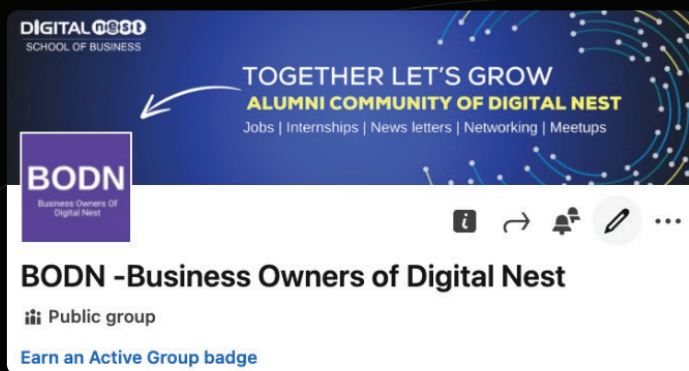 DIGITAL nest
SCHOOL OF BUSINESS
TOGETHER LET'S GROW
ALUMNI COMMUNITY OF DIGITAL NEST
Jobs | Internships | News letters | Networking | Meetups
BODN
Business Owners Of
Digital Nest
BODN -Business Owners of Digital Nest
Public group
Earn an Active Group badge